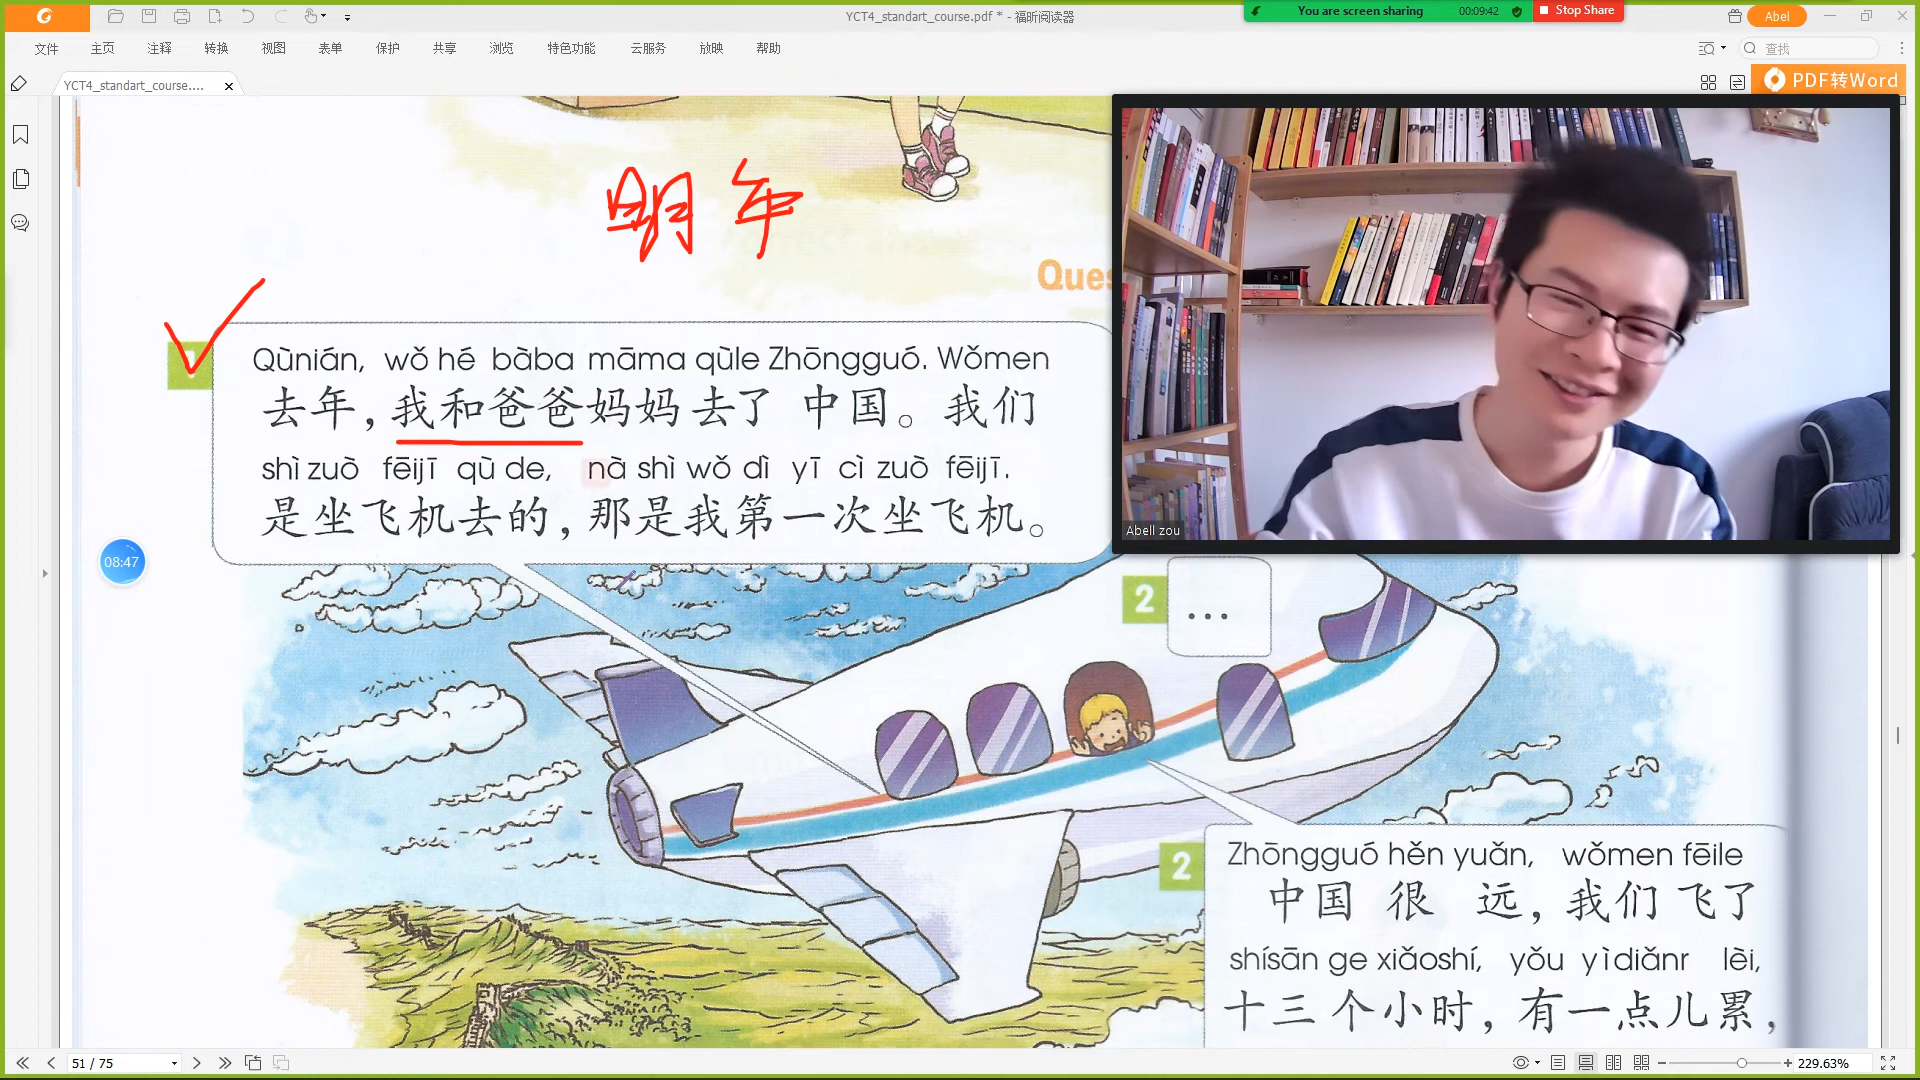 YCT4_standart_course.pdf * - 福昕阅读器
You are screen sharing
00:09:42
Stop Share
Abel
文件 主页 注释 转换 视图 表单 保护 共享 浏览 特色功能 云服务 放映 帮助
查找
YCT4_standart_course....
PDF转Word
明年
Ques
1
Qùnián, wǒ hé bàba māma qùle Zhōngguó. Wǒmen
去年，我和爸爸妈妈去了中国。我们
shì zuò fēijī qù de, nà shì wǒ dì yī cì zuò fēijī.
是坐飞机去的，那是我第一次坐飞机。
Abell zou
08:47
2
...
2
Zhōngguó hěn yuǎn, wǒmen fēile
中国很远，我们飞了
shísān ge xiǎoshí, yǒu yìdiǎnr lèi,
十三个小时，有一点儿累，
51 / 75
229.63%